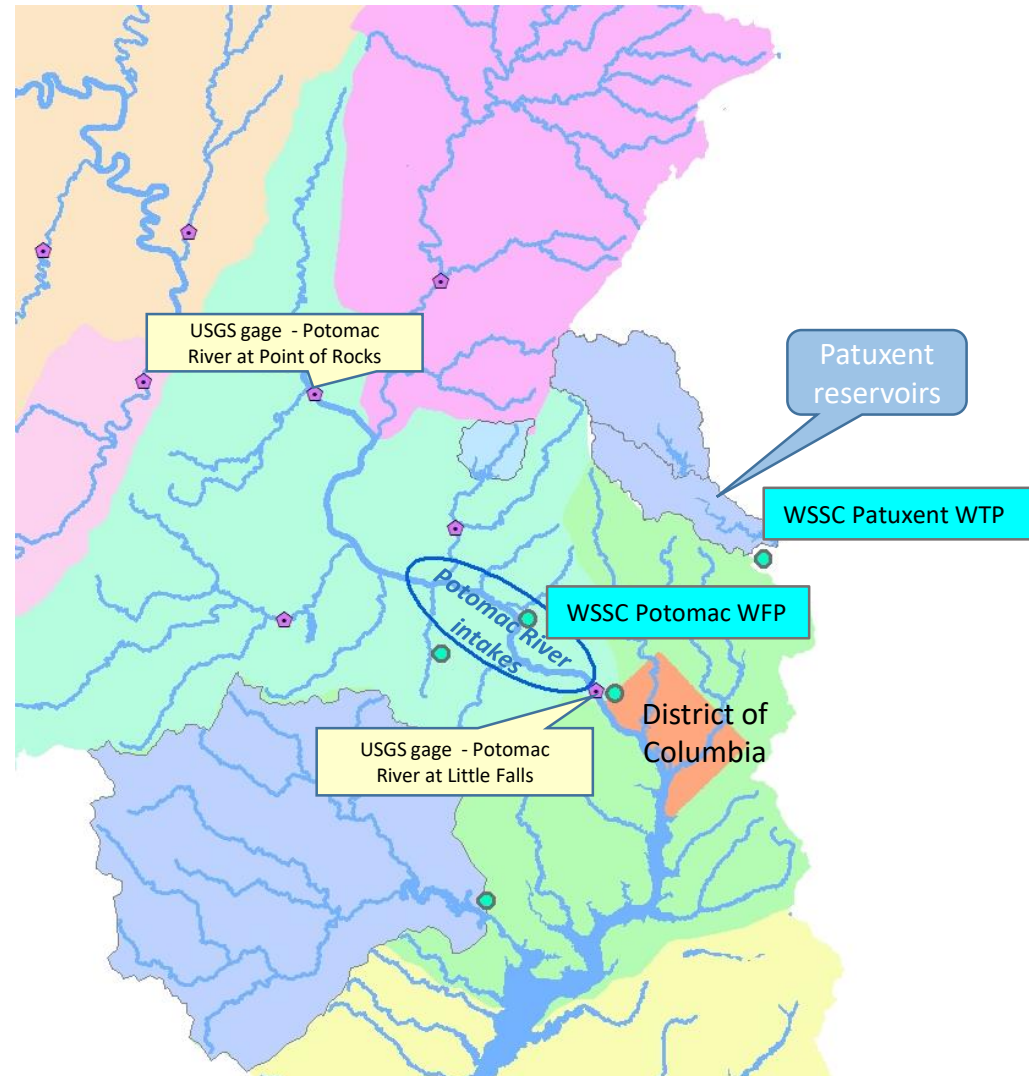 USGS gage - Potomac
River at Point of Rocks
Patuxent
reservoirs
WSSC Patuxent WTP
Potomac River
intakes
WSSC Potomac WFP
District of
Columbia
USGS gage - Potomac
River at Little Falls